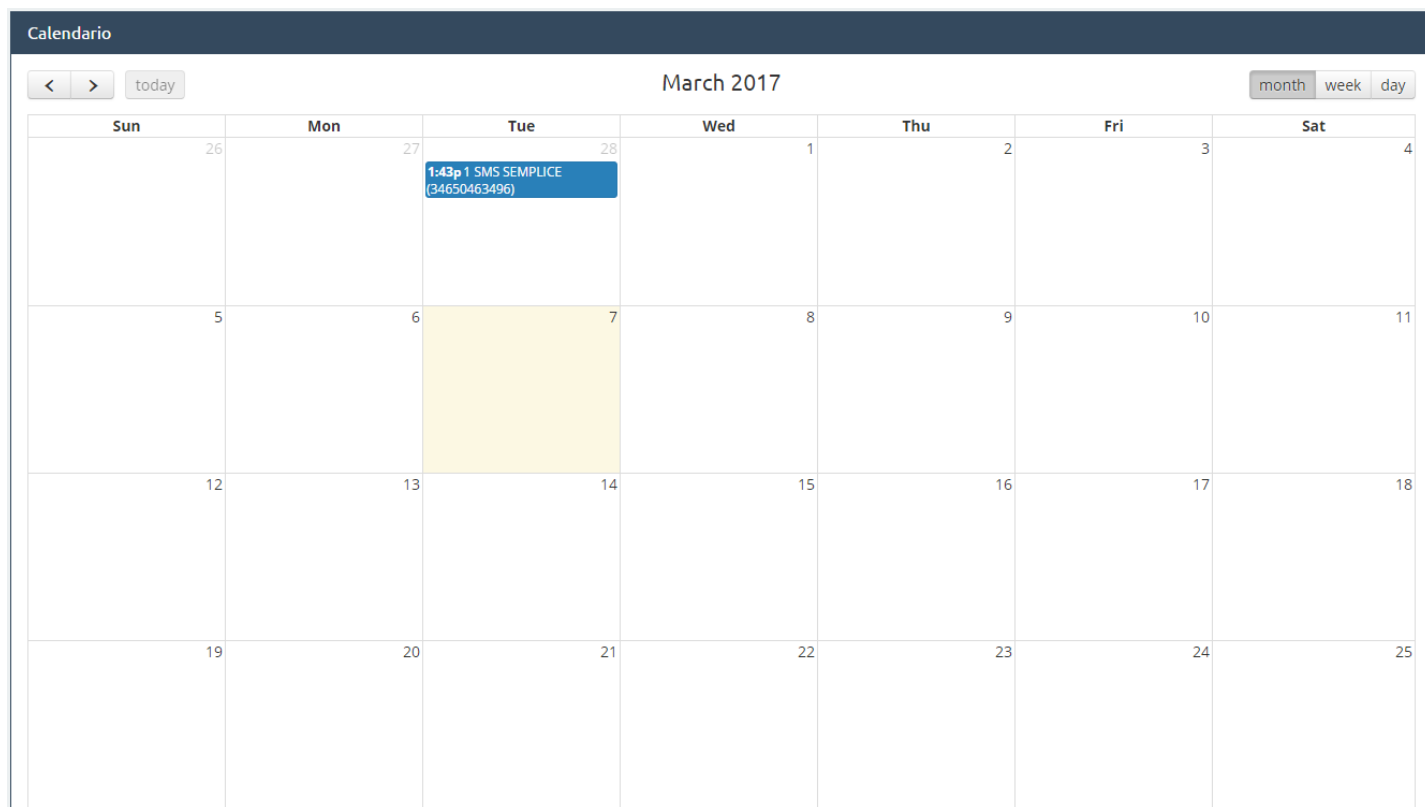 Calendario
today
March 2017
month week day
Sun Mon Tue Wed Thu Fri Sat
26 27 28 1 2 3 4
1:43p 1 SMS SEMPLICE
(34650463496)
5 6 7 8 9 10 11
12 13 14 15 16 17 18
19 20 21 22 23 24 25